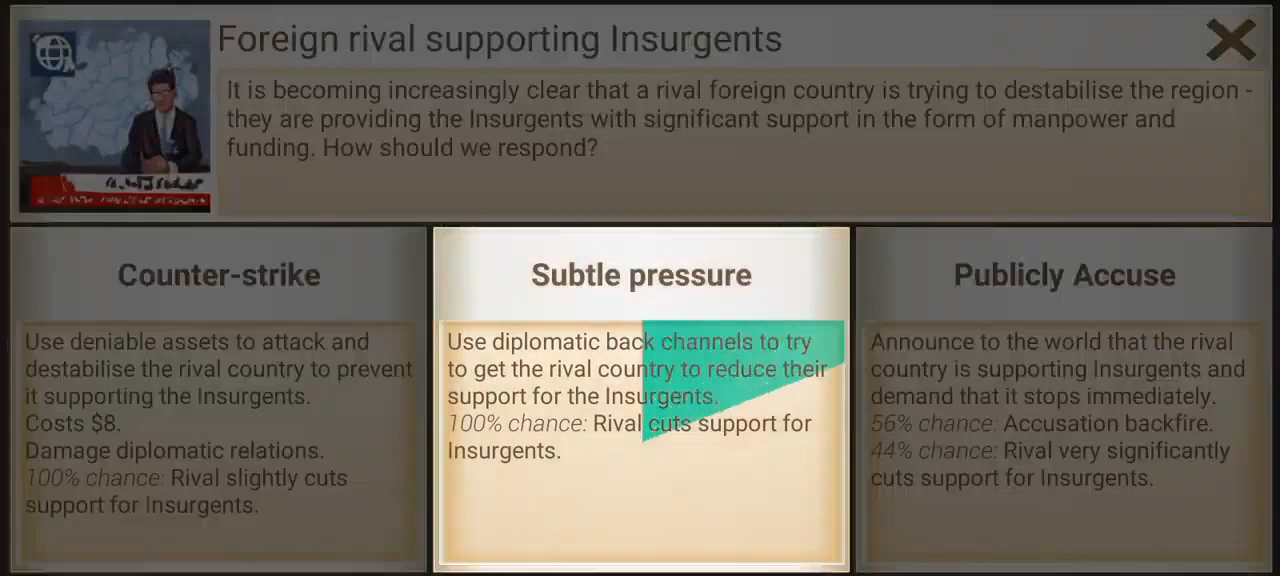 Foreign rival supporting Insurgents
It is becoming increasingly clear that a rival foreign country is trying to destabilise the region -
they are providing the Insurgents with significant support in the form of manpower and
funding. How should we respond?
Counter-strike
Use deniable assets to attack and
destabilise the rival country to prevent
it supporting the Insurgents.
Costs $8.
Damage diplomatic relations.
100% chance: Rival slightly cuts
support for Insurgents.
Subtle pressure
Use diplomatic back channels to try
to get the rival country to reduce their
support for the Insurgents.
100% chance: Rival cuts support for
Insurgents.
Publicly Accuse
Announce to the world that the rival
country is supporting Insurgents and
demand that it stops immediately.
56% chance: Accusation backfire.
44% chance: Rival very significantly
cuts support for Insurgents.